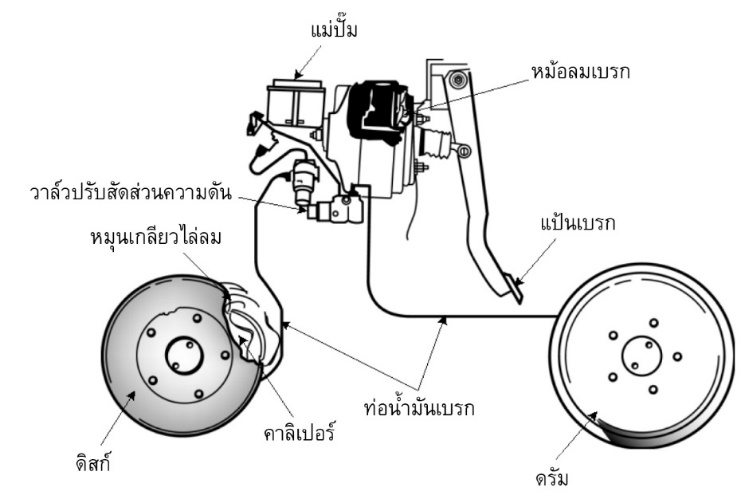 แม่ปั๊ม
หม้อลมเบรก
วาล์วปรับสัดส่วนความดัน
แป้นเบรก
หมุนเกลียวไล่ลม
ท่อน้ำมันเบรก
คาลิเปอร์
ดิสก์
ดรัม